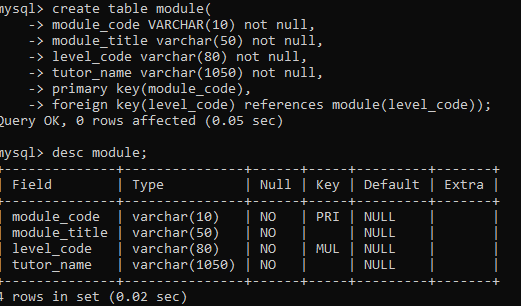 mysql> create table module(
    -> module_code VARCHAR(10) not null,
    -> module_title varchar(50) not null,
    -> level_code varchar(80) not null,
    -> tutor_name varchar(1050) not null,
    -> primary key(module_code),
    -> foreign key(level_code) references module(level_code));
Query OK, 0 rows affected (0.05 sec)
mysql> desc module;
+--------------+---------------+------+-----+---------+-------+
| Field        | Type          | Null | Key | Default | Extra |
+--------------+---------------+------+-----+---------+-------+
| module_code  | varchar(10)   | NO   | PRI | NULL    |       |
| module_title | varchar(50)   | NO   |     | NULL    |       |
| level_code   | varchar(80)   | NO   | MUL | NULL    |       |
| tutor_name   | varchar(1050) | NO   |     | NULL    |       |
+--------------+---------------+------+-----+---------+-------+
4 rows in set (0.02 sec)